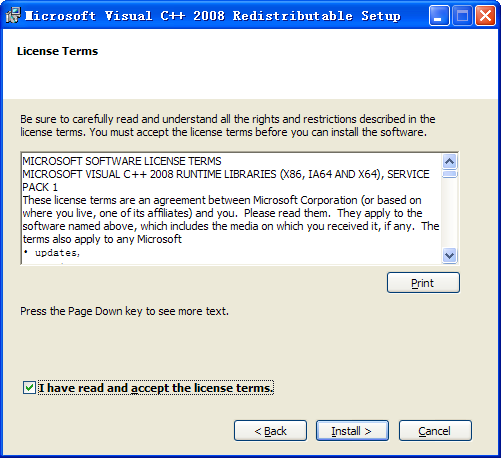 Microsoft Visual C++ 2008 Redistributable Setup
License Terms
Be sure to carefully read and understand all the rights and restrictions described in the
license terms. You must accept the license terms before you can install the software.
MICROSOFT SOFTWARE LICENSE TERMS
MICROSOFT VISUAL C++ 2008 RUNTIME LIBRARIES (X86, IA64 AND X64), SERVICE
PACK 1
These license terms are an agreement between Microsoft Corporation (or based on
where you live, one of its affiliates) and you.  Please read them.  They apply to the
software named above, which includes the media on which you received it, if any.  The
terms also apply to any Microsoft
• updates,
Print
Press the Page Down key to see more text.
I have read and accept the license terms.
< Back
Install >
Cancel